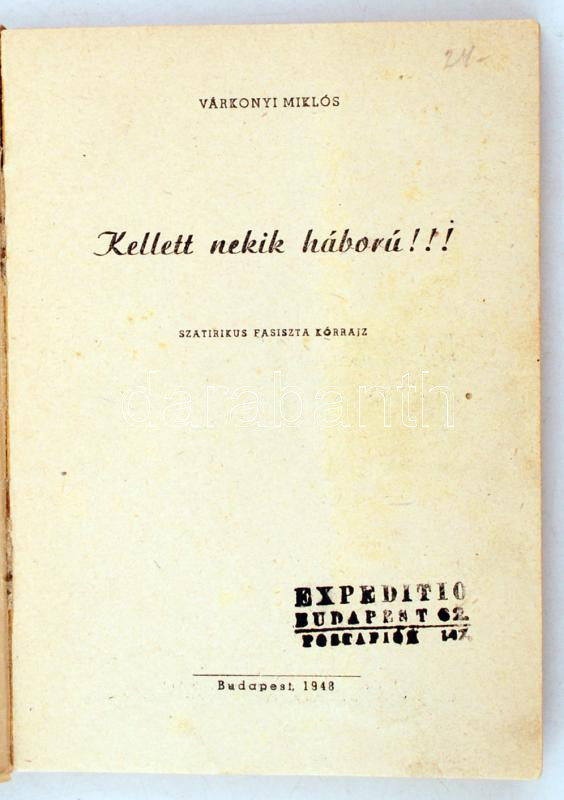 24-
VÁRKONYI MIKLÓS
Kellett nekik háború!!!
SZATIRIKUS FASISZTA KÓRRAJZ
darabanth
EXPEDITIO
BUDAPEST 62.
POSTAFIÓK 147.
Budapest, 1948